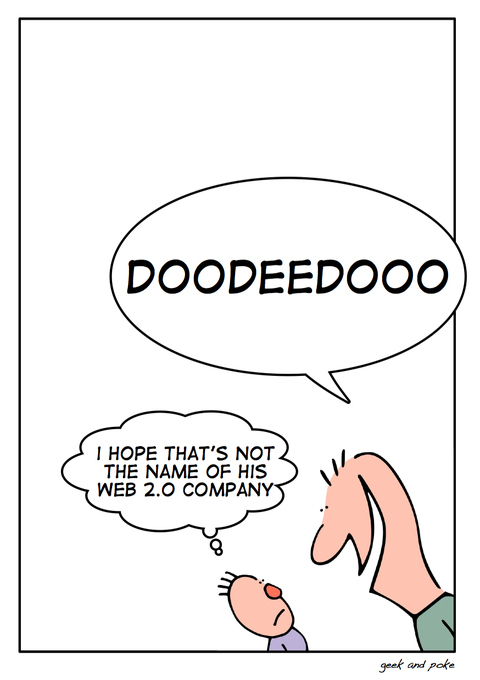 DOODEEDOOO
I HOPE THAT'S NOT
THE NAME OF HIS
WEB 2.0 COMPANY
geek and poke